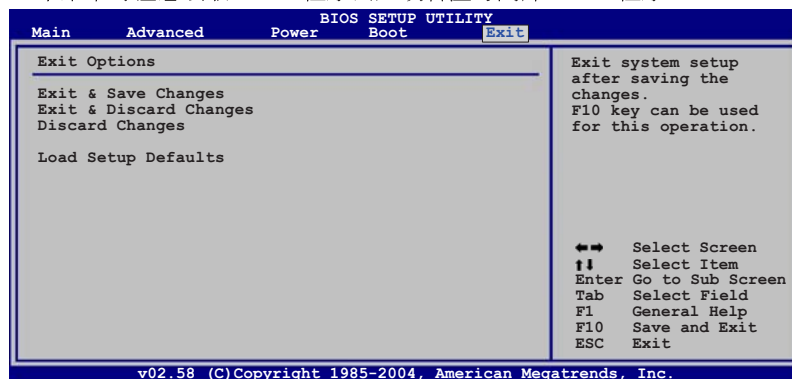 BIOS SETUP UTILITY
Main Advanced Power Boot Exit
Exit Options
Exit & Save Changes
Exit & Discard Changes
Discard Changes
Load Setup Defaults
Exit system setup
after saving the
changes.
F10 key can be used
for this operation.
Select Screen
Select Item
Enter Go to Sub Screen
Tab Select Field
F1 General Help
F10 Save and Exit
ESC Exit
v02.58 (C)Copyright 1985-2004, American Megatrends, Inc.